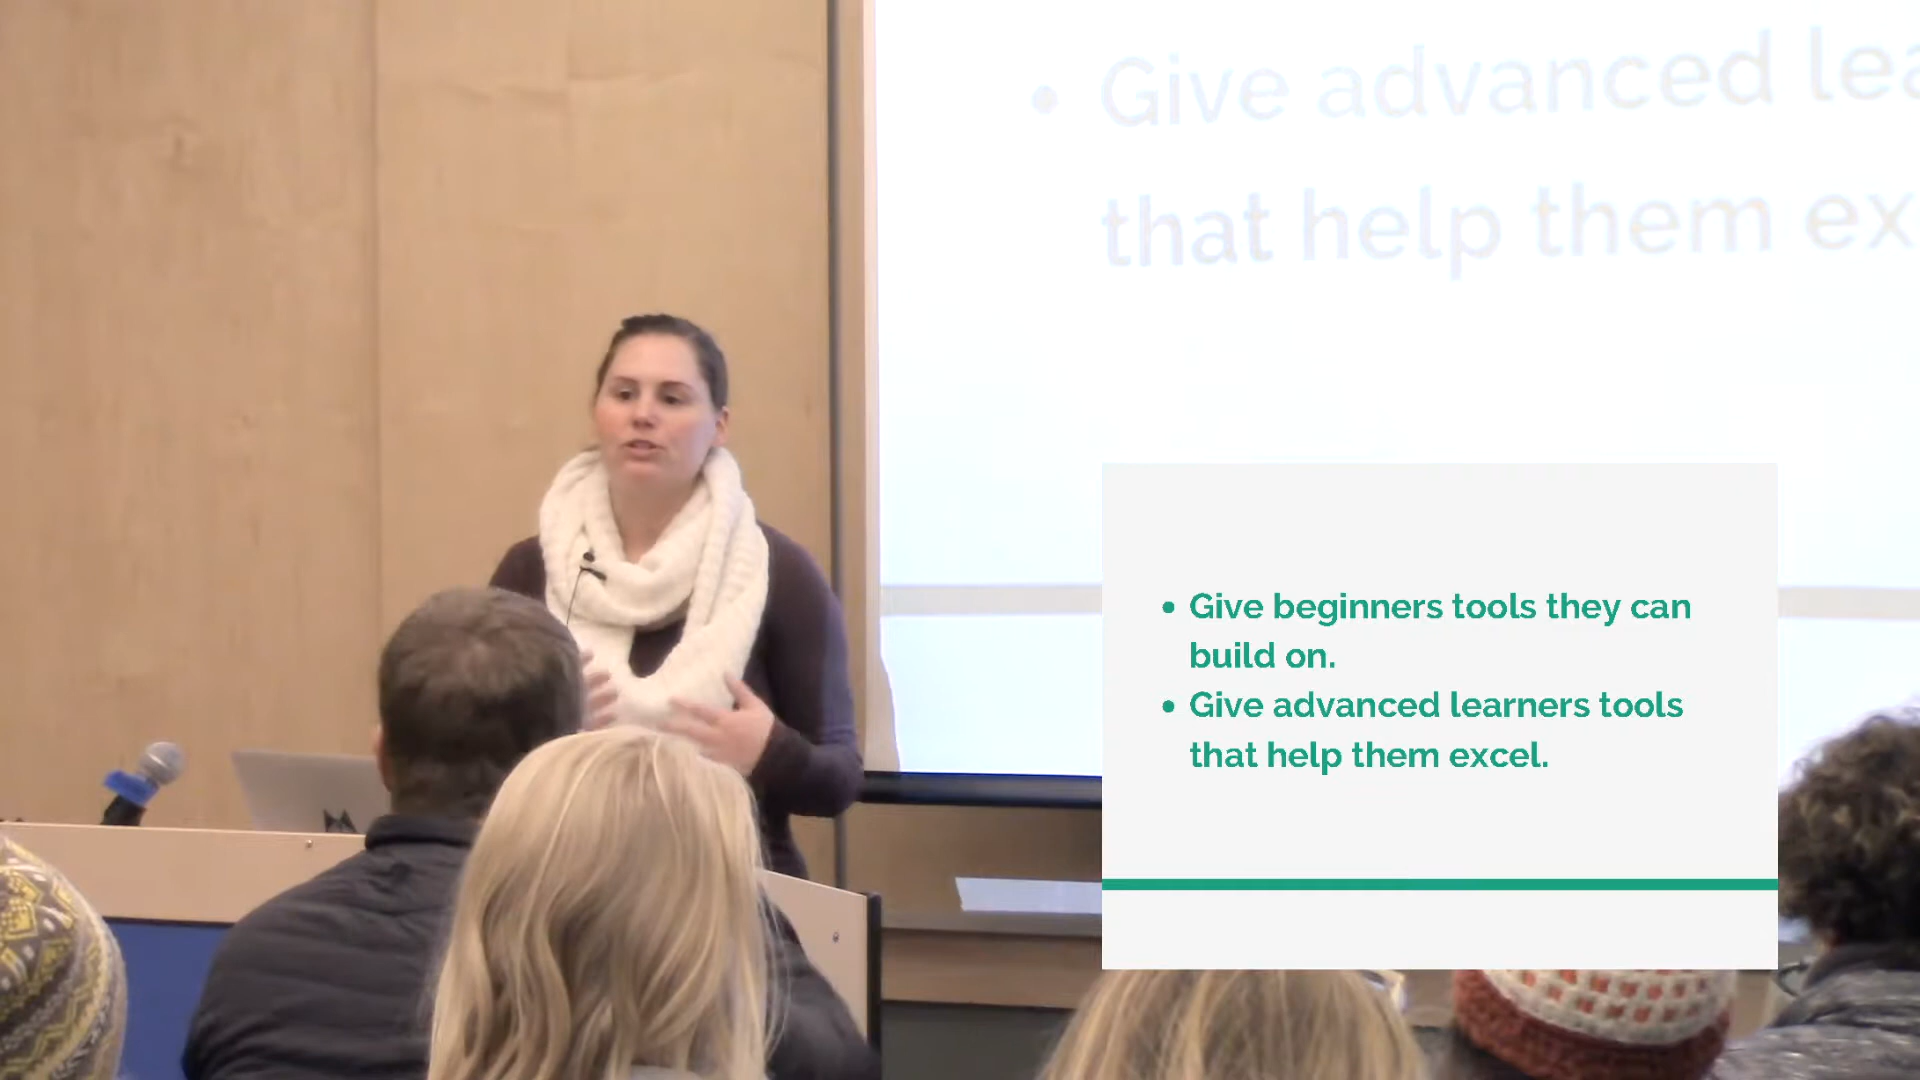 • Give advanced lea
that help them ex
• Give beginners tools they can
build on.
• Give advanced learners tools
that help them excel.